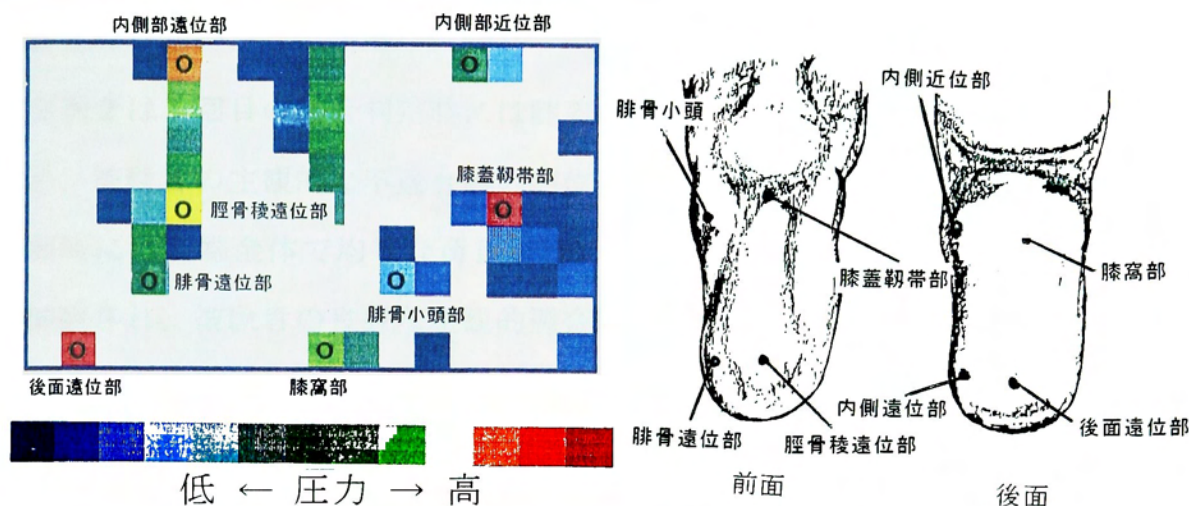 内側部遠位部
内側部近位部
O
O
膝蓋靱帯部
O
O
脛骨稜遠位部
O
O
腓骨遠位部
腓骨小頭部
O
O
後面遠位部
膝窩部
低 ← 圧力 → 高
腓骨小頭
膝蓋靱帯部
腓骨遠位部
脛骨稜遠位部
前面
内側近位部
膝窩部
内側遠位部
後面遠位部
後面